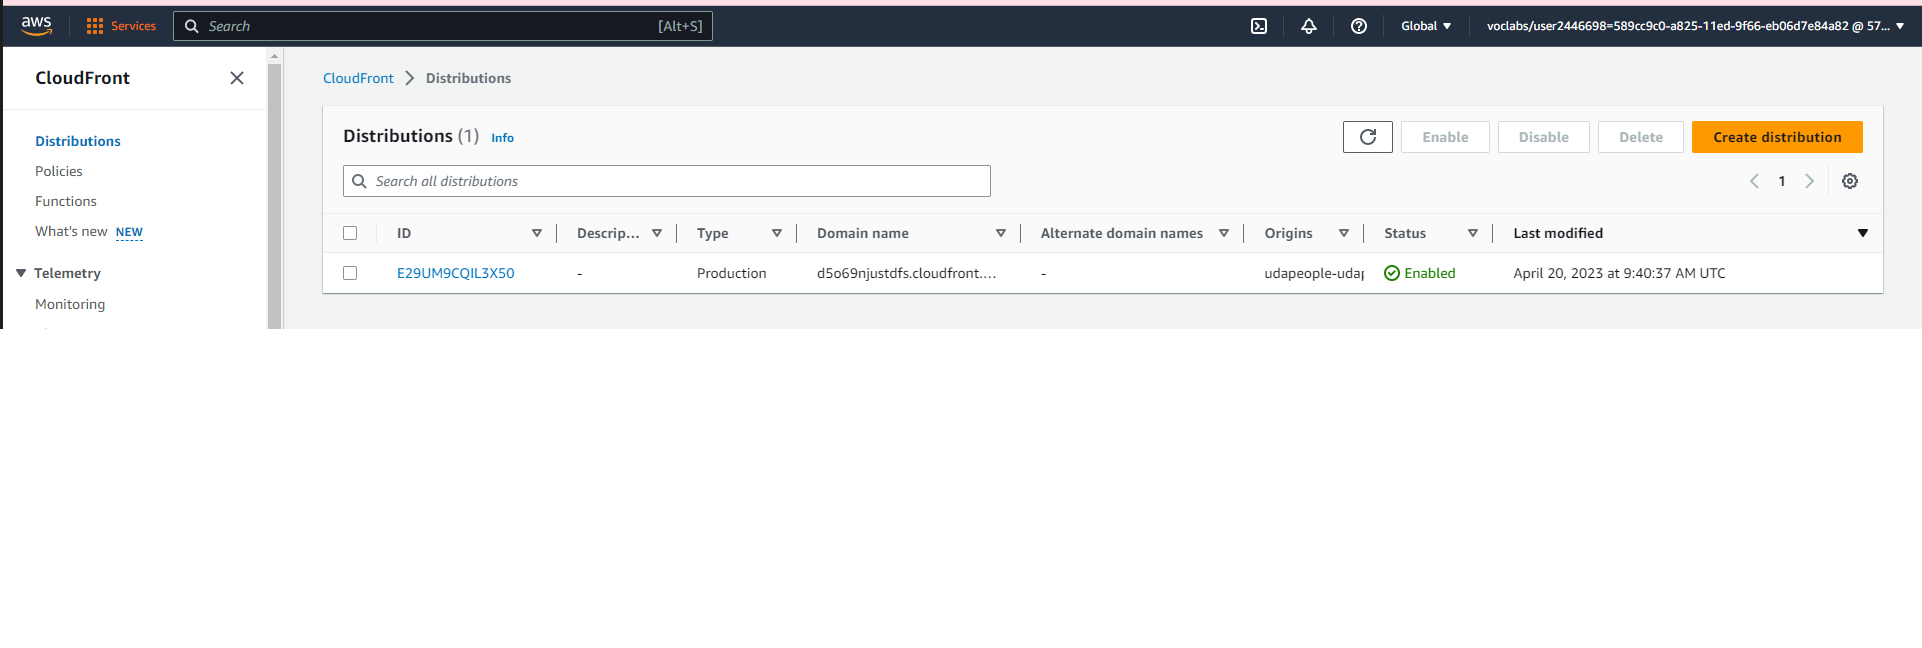 aws Services Search [Alt+S] Global voclabs/user2446698=589cc9c0-a825-11ed-9f66-eb06d7e84a82 @ 57...
CloudFront
Distributions
Policies
Functions
What's new NEW
Telemetry
Monitoring
CloudFront > Distributions
Distributions (1) Info
Enable Disable Delete Create distribution
Search all distributions
1
ID Descrip... Type Domain name Alternate domain names Origins Status Last modified
E29UM9CQIL3X50 - Production d5o69njustdfs.cloudfront.... - udapeople-udap Enabled April 20, 2023 at 9:40:37 AM UTC